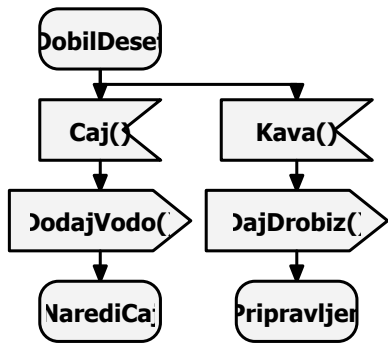 DobilDeset
Caj()
Kava()
DodajVodo()
DajDrobiz()
NarediCaj
Pripravljen